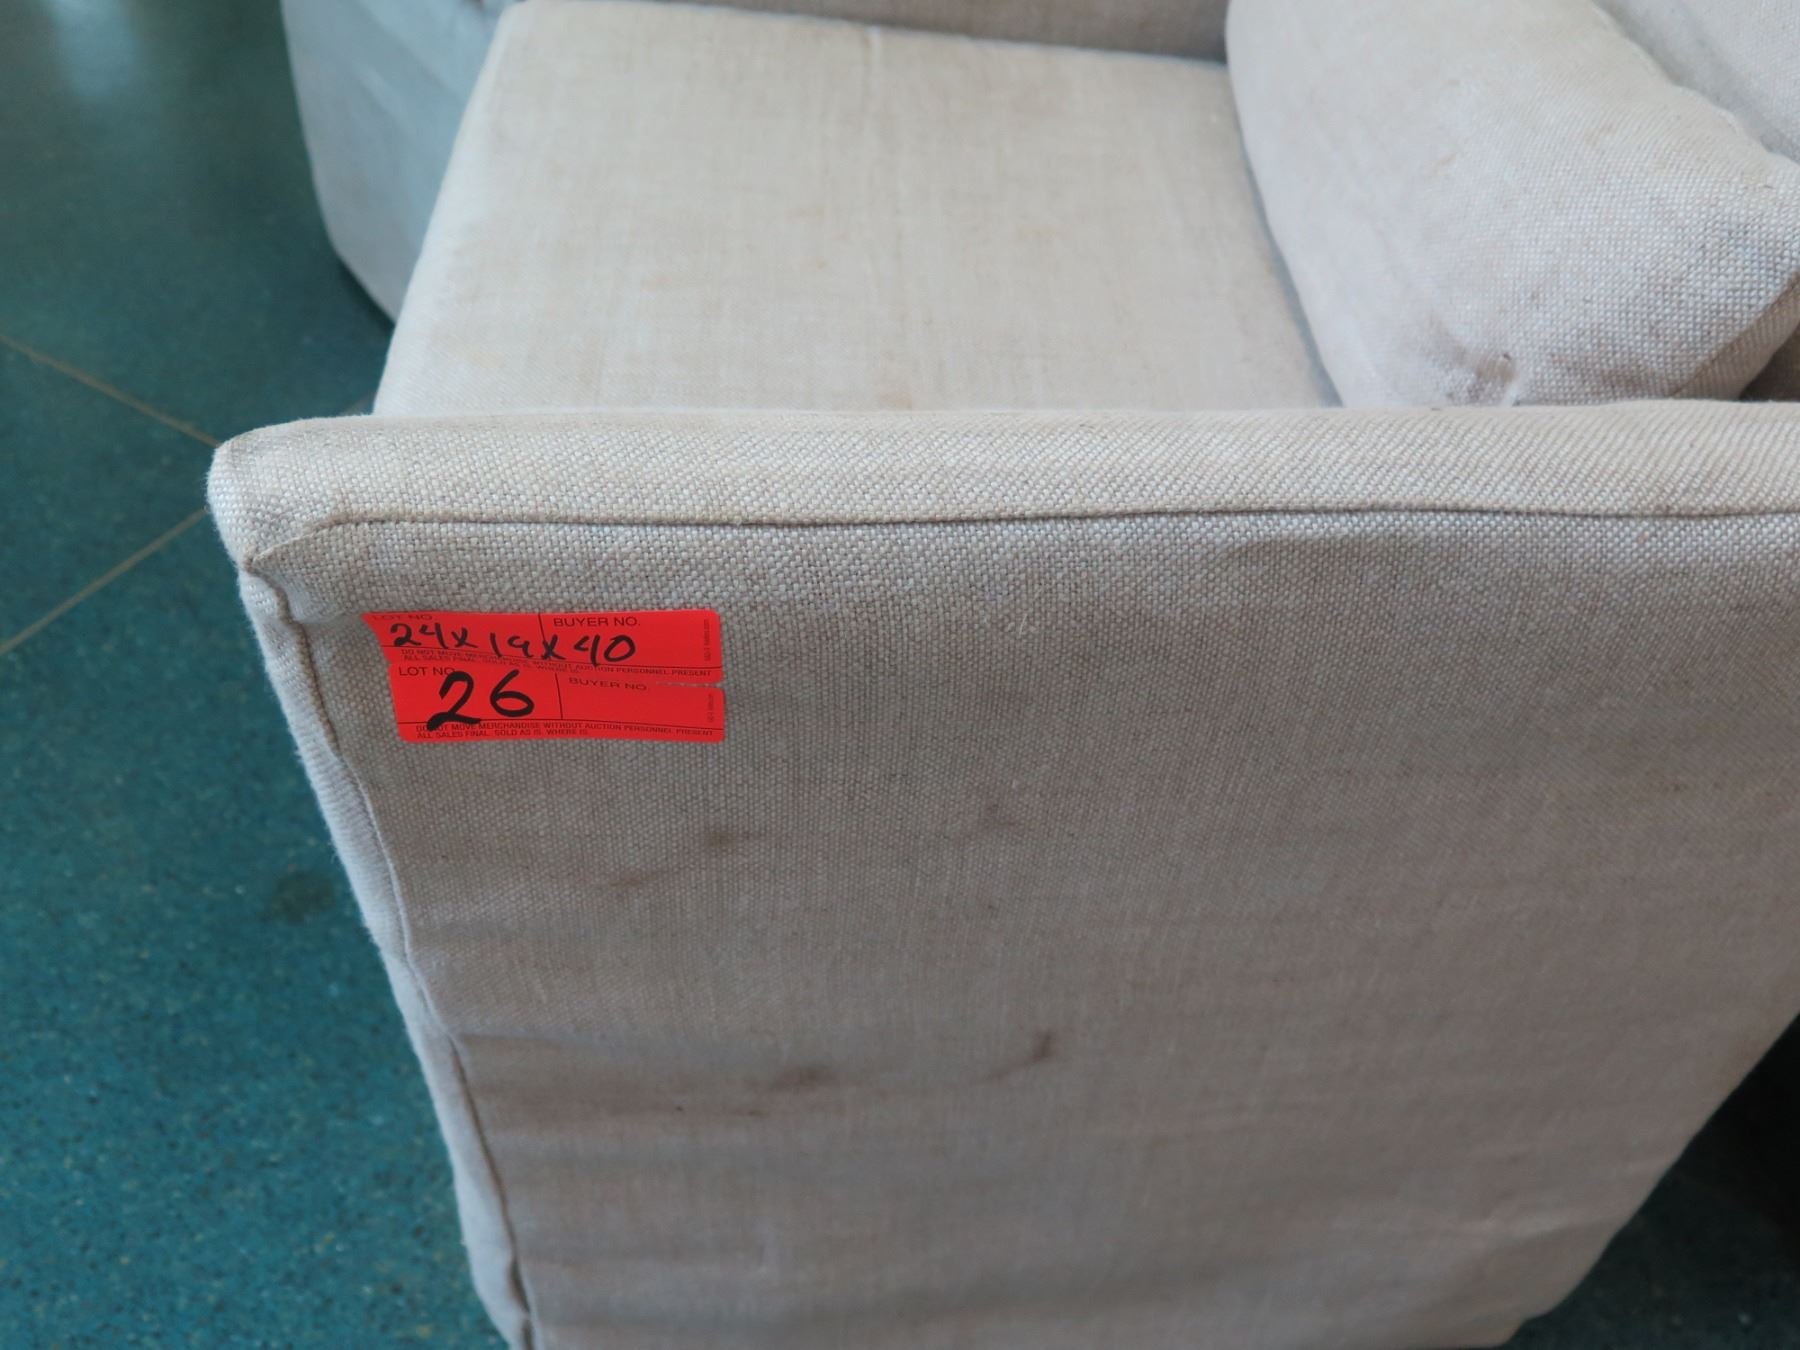 LOT NO. BUYER NO.
24x19x40
DO NOT MOVE MERCHANDISE WITHOUT AUCTION PERSONNEL PRESENT
ALL SALES FINAL. SOLD AS IS. WHERE IS.
LOT NO. BUYER NO.
26
DO NOT MOVE MERCHANDISE WITHOUT AUCTION PERSONNEL PRESENT
ALL SALES FINAL. SOLD AS IS. WHERE IS.